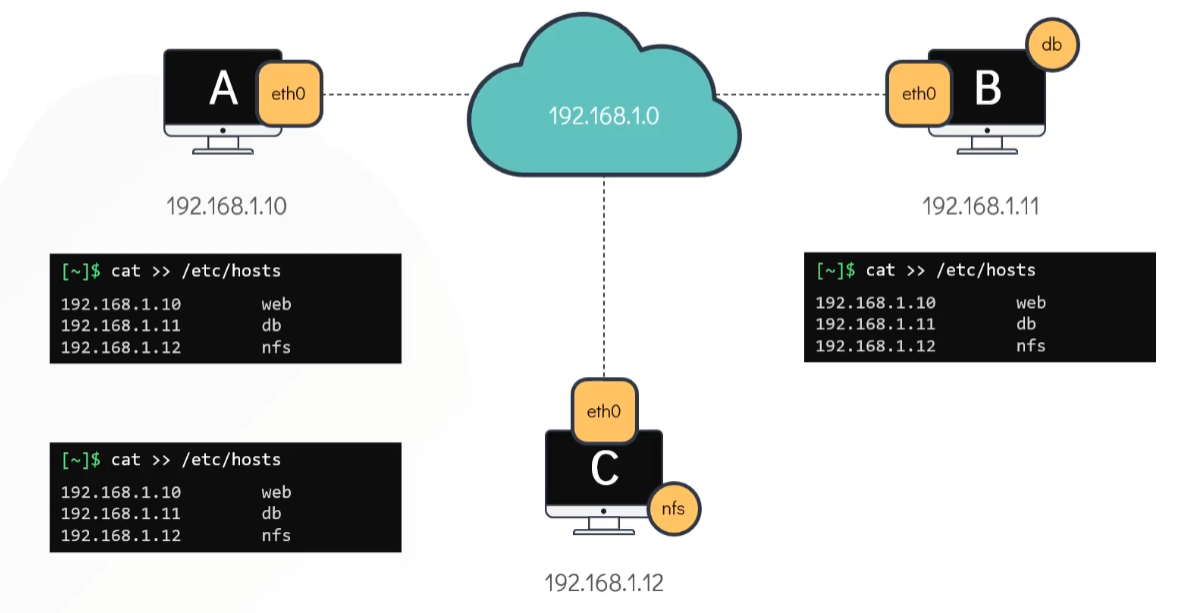 A
eth0
192.168.1.10
192.168.1.0
eth0
B
db
192.168.1.11
[~]$ cat >> /etc/hosts
192.168.1.10 web
192.168.1.11 db
192.168.1.12 nfs
[~]$ cat >> /etc/hosts
192.168.1.10 web
192.168.1.11 db
192.168.1.12 nfs
[~]$ cat >> /etc/hosts
192.168.1.10 web
192.168.1.11 db
192.168.1.12 nfs
eth0
C
nfs
192.168.1.12